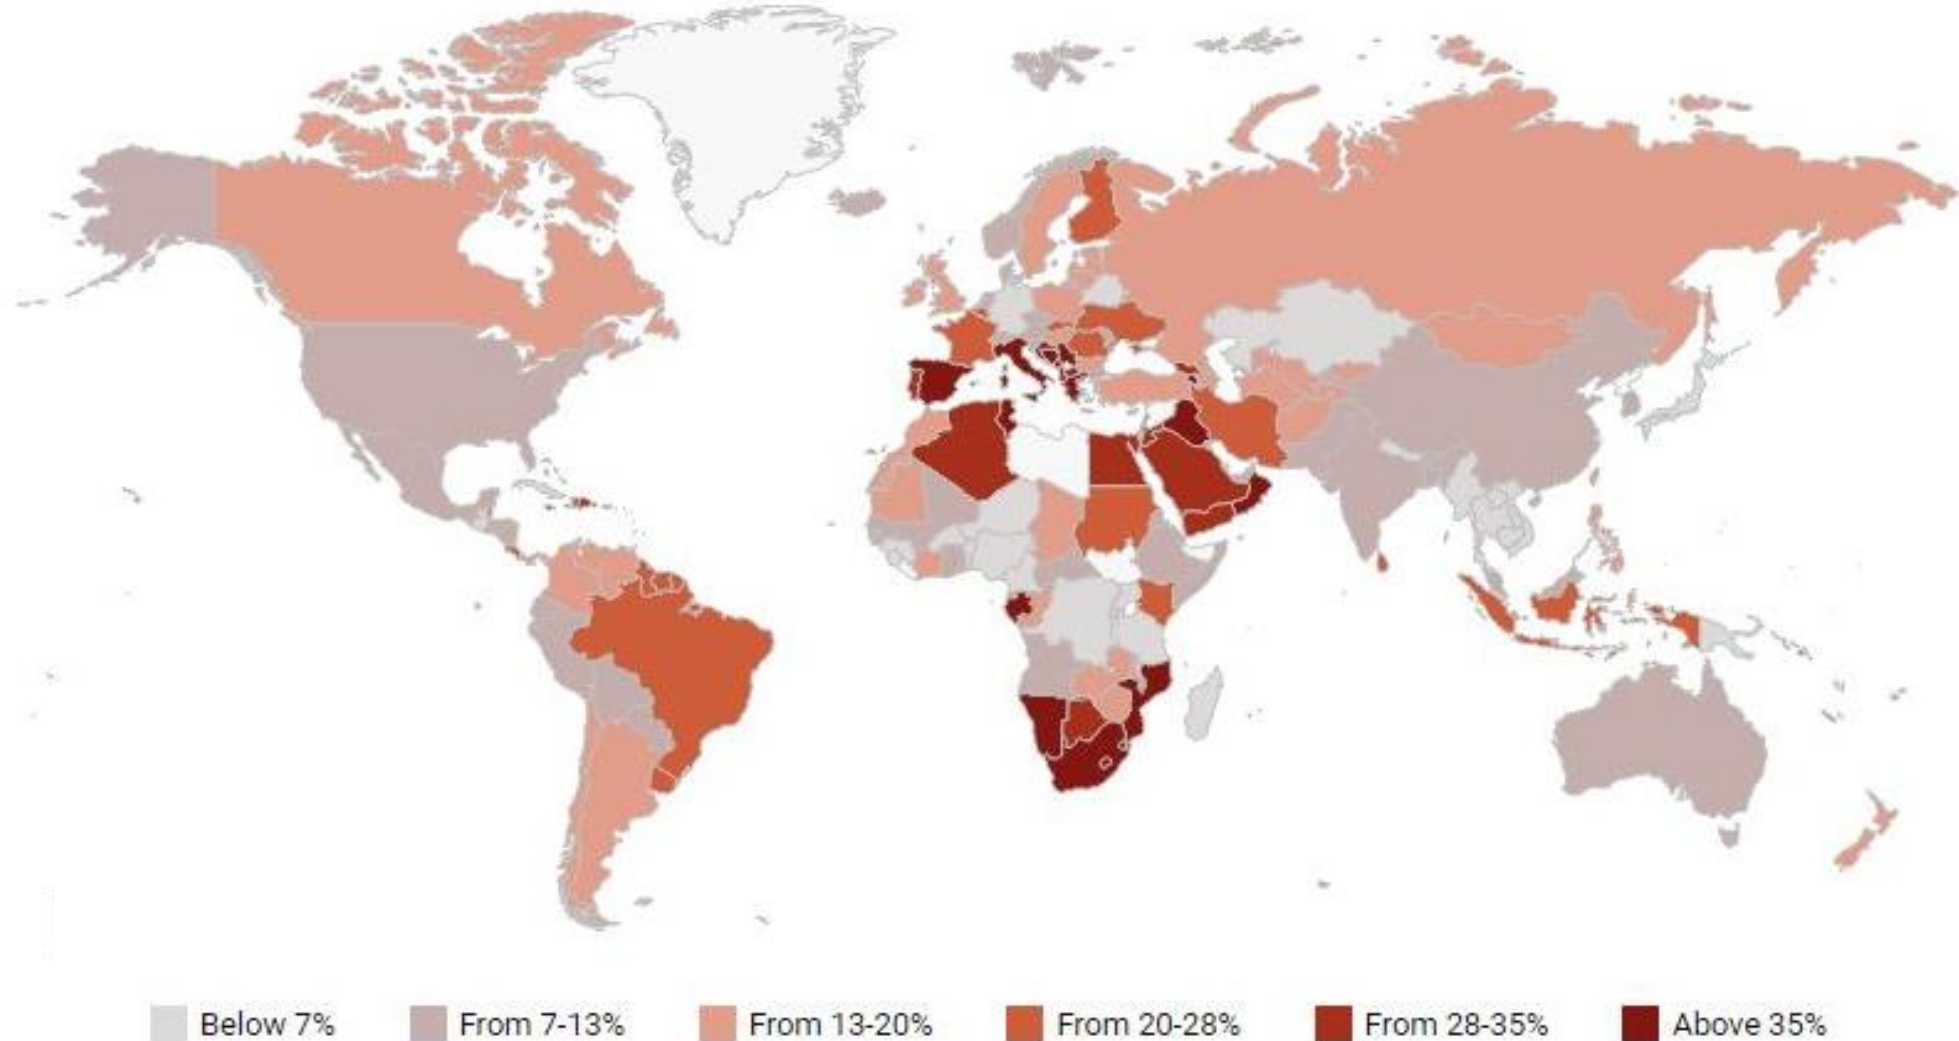 Below 7%
From 7-13%
From 13-20%
From 20-28%
From 28-35%
Above 35%